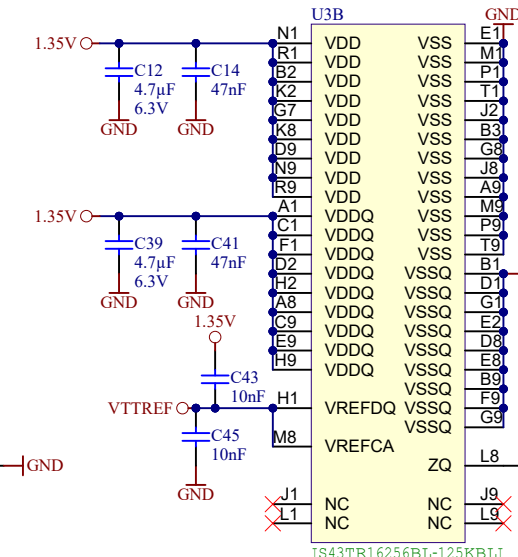 U3B
GND
1.35V
N1 VDD VSS E1
R1 VDD VSS M1
C12 C14 B2 VDD VSS P1
4.7µF 47nF K2 VDD VSS T1
6.3V G7 VDD VSS J2
GND GND K8 VDD VSS B3
D9 VDD VSS G8
N9 VDD VSS J8
R9 VDD VSS A9
1.35V A1 VDDQ VSS M9
C1 VDDQ VSS P9
C39 C41 F1 VDDQ VSS T9
4.7µF 47nF D2 VDDQ VSSQ B1
6.3V H2 VDDQ VSSQ D1
GND GND A8 VDDQ VSSQ G1
1.35V C9 VDDQ VSSQ E2
E9 VDDQ VSSQ D8
H9 VDDQ VSSQ E8
C43 VSSQ B9
10nF
VTTREF H1 VREFDQ VSSQ F9
VSSQ G9
C45 M8 VREFCA
10nF
GND ZQ L8
GND
J1 NC NC J9
L1 NC NC L9
IS43TR16256BL-125KBLI